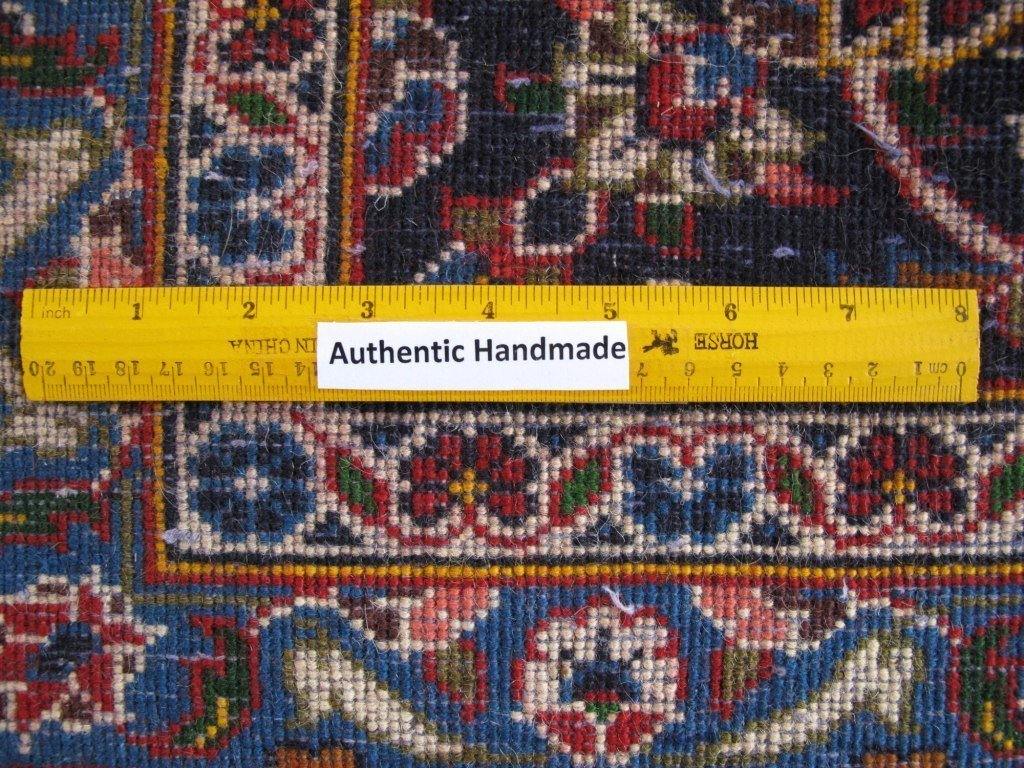 inch 1 2 3 4 5 6 7 8
IN CHINA
Authentic Handmade
HORSE
20 19 18 17 16 15 14 7 6 5 4 3 2 1 cm 0